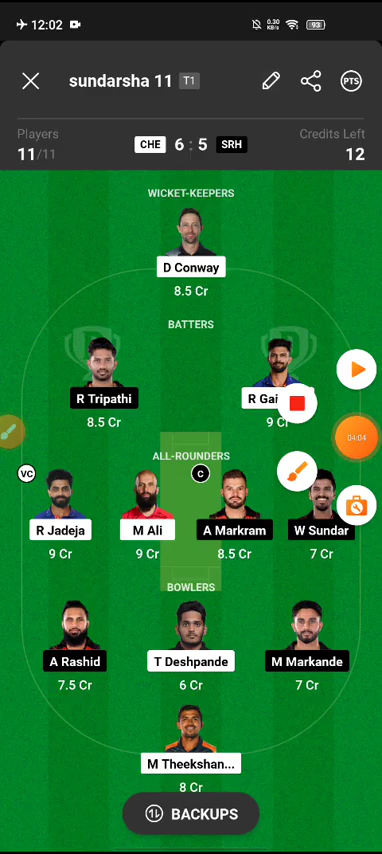 12:02 0.30 KB/s 93
sundarsha 11 T1 PTS
Players Credits Left
11/11 CHE 6 : 5 SRH 12
WICKET-KEEPERS
D Conway
8.5 Cr
BATTERS
R Tripathi R Gai
8.5 Cr 9 C
04:04
ALL-ROUNDERS
VC C
R Jadeja M Ali A Markram W Sundar
9 Cr 9 Cr 8.5 Cr 7 Cr
BOWLERS
A Rashid T Deshpande M Markande
7.5 Cr 6 Cr 7 Cr
M Theekshan...
8 Cr
BACKUPS